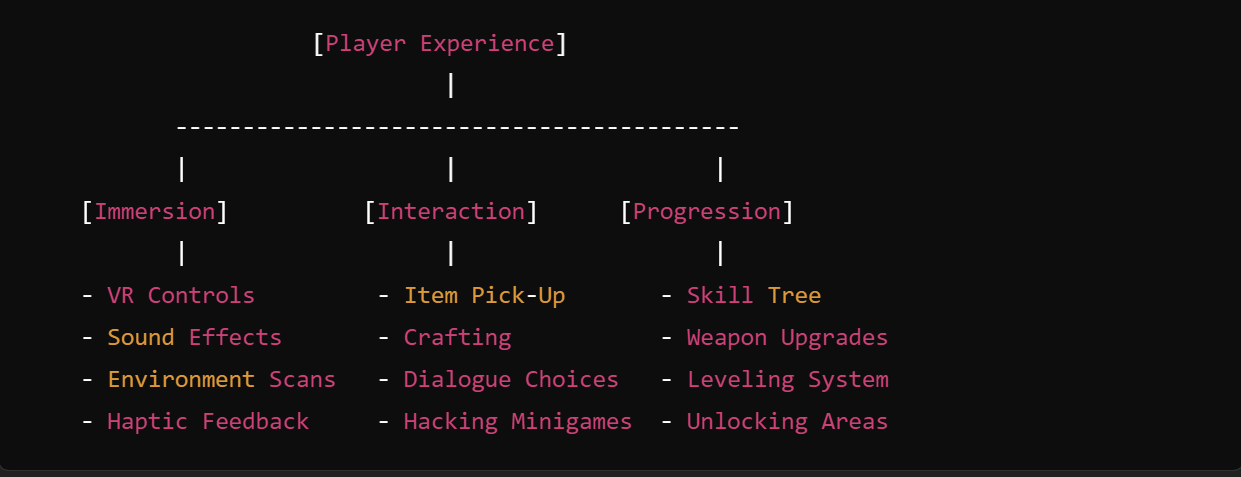 [Player Experience]
|
------------------------------------------
| | |
[Immersion] [Interaction] [Progression]
| | |
- VR Controls - Item Pick-Up - Skill Tree
- Sound Effects - Crafting - Weapon Upgrades
- Environment Scans - Dialogue Choices - Leveling System
- Haptic Feedback - Hacking Minigames - Unlocking Areas